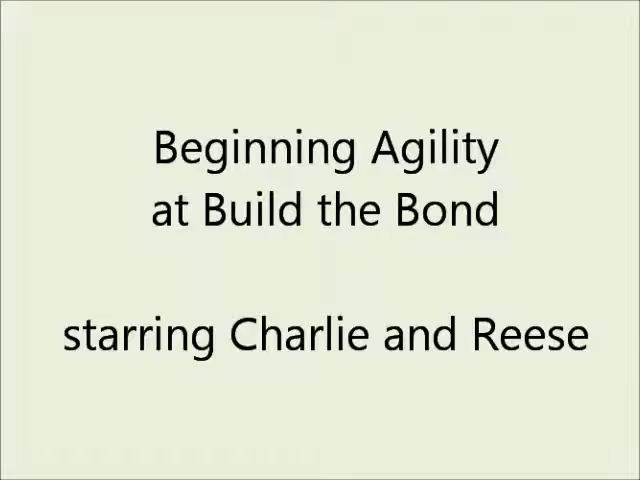 Beginning Agility
at Build the Bond
starring Charlie and Reese